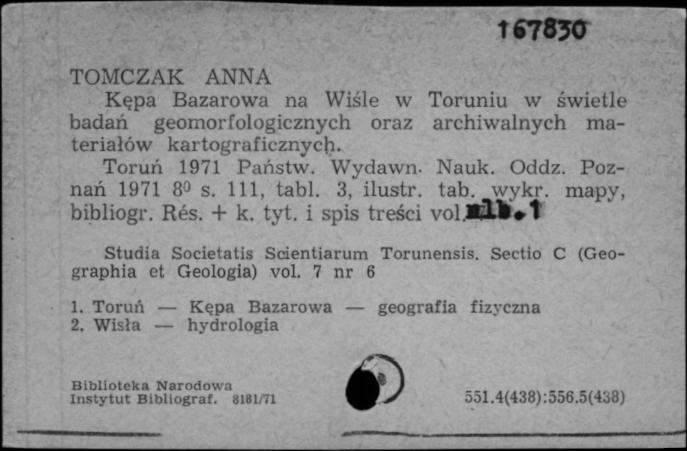 167830
TOMCZAK ANNA
Kępa Bazarowa na Wiśle w Toruniu w świetle
badań geomorfologicznych oraz archiwalnych ma-
teriałów kartograficznych.
Toruń 1971 Państw. Wydawn. Nauk. Oddz. Poz-
nań 1971 8⁰ s. 111, tabl. 3, ilustr. tab. wykr. mapy,
bibliogr. Rés. + k. tyt. i spis treści vol. nlb. 1
Studia Societatis Scientiarum Torunensis. Sectio C (Geo-
graphia et Geologia) vol. 7 nr 6
1. Toruń — Kępa Bazarowa — geografia fizyczna
2. Wisła — hydrologia
Biblioteka Narodowa
Instytut Bibliograf. 8181/71
551.4(438):556.5(438)